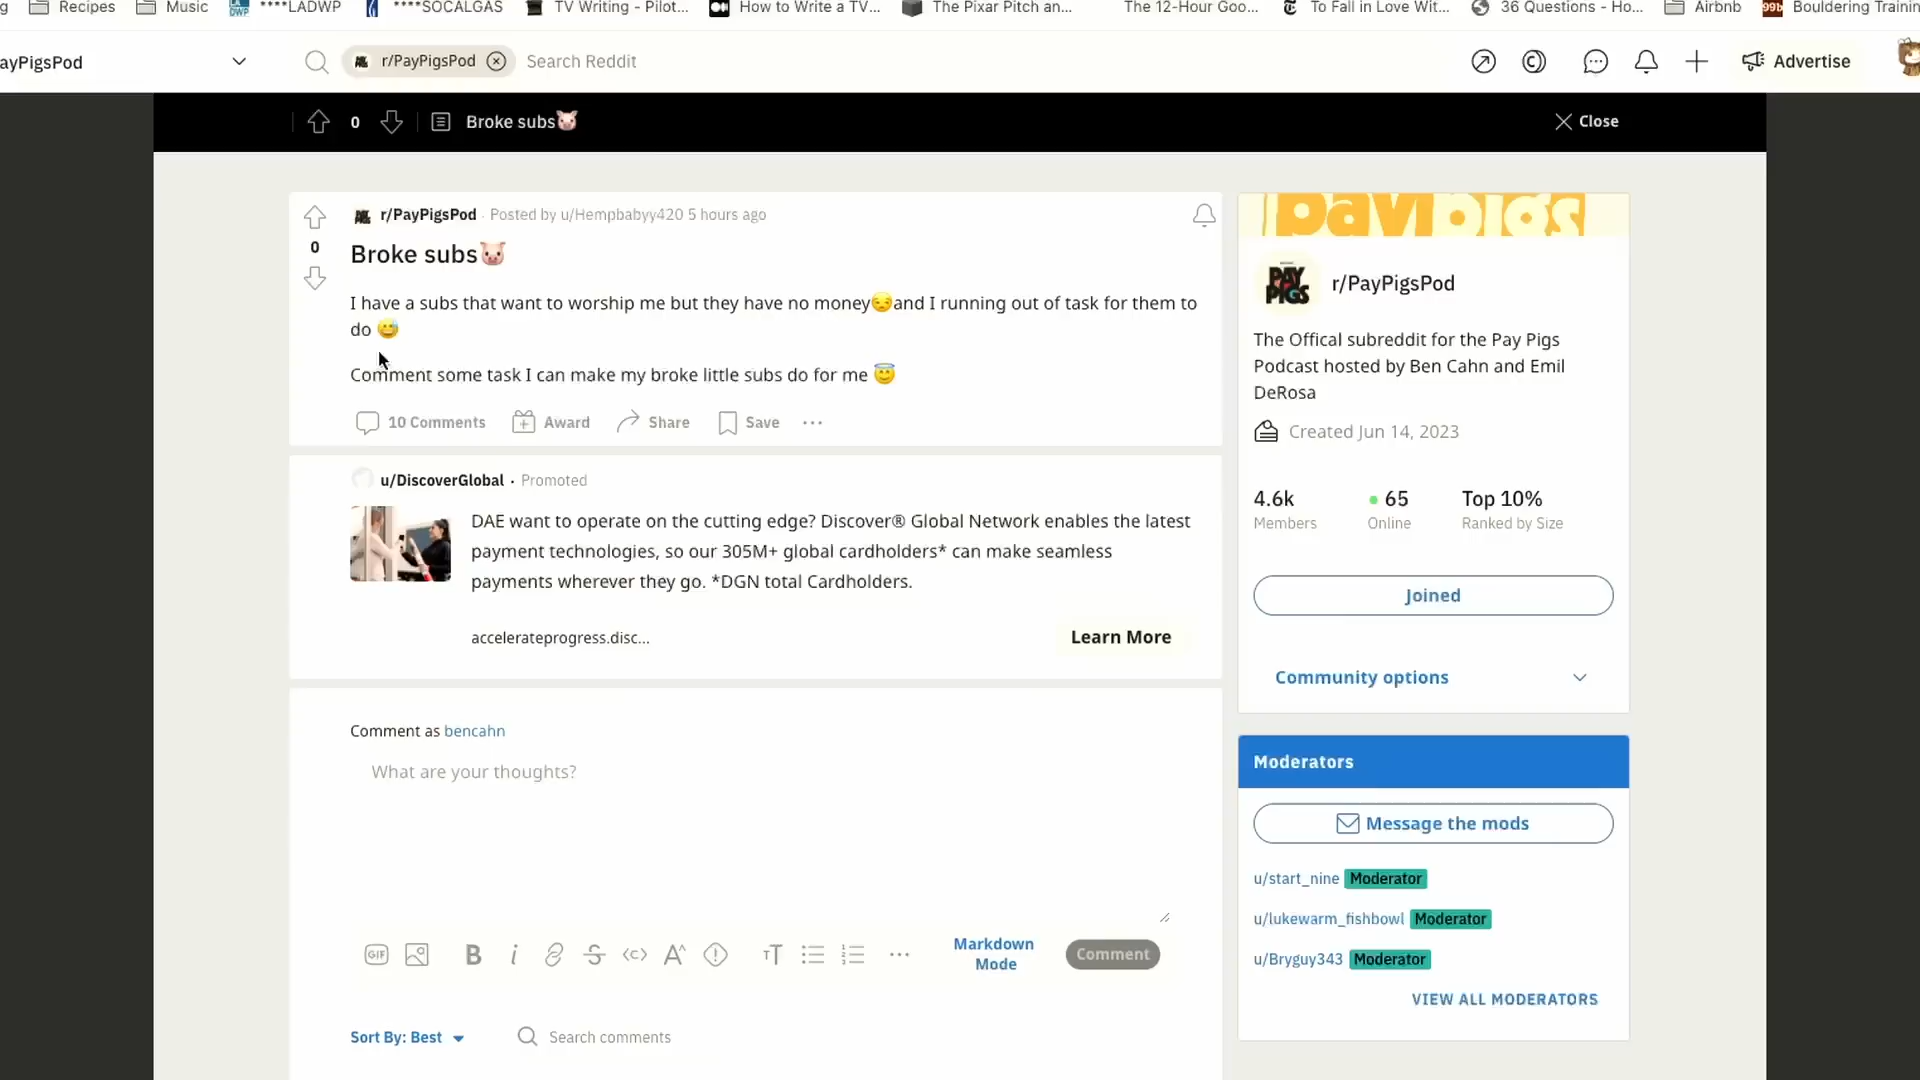 Recipes
Music
****LADWP
****SOCALGAS
TV Writing - Pilot...
How to Write a TV...
The Pixar Pitch an...
The 12-Hour Goo...
To Fall in Love Wit...
36 Questions - Ho...
Airbnb
99b
Bouldering Trainin
ayPigsPod
r/PayPigsPod
Search Reddit
Advertise
0
Broke subs🐷
Close
r/PayPigsPod · Posted by u/Hempbabyy420 5 hours ago
0
Broke subs🐷
I have a subs that want to worship me but they have no money😔and I running out of task for them to
do 😅
Comment some task I can make my broke little subs do for me 😇
10 Comments
Award
Share
Save
u/DiscoverGlobal · Promoted
DAE want to operate on the cutting edge? Discover® Global Network enables the latest
payment technologies, so our 305M+ global cardholders* can make seamless
payments wherever they go. *DGN total Cardholders.
accelerateprogress.disc...
Learn More
Comment as bencahn
What are your thoughts?
GIF
Markdown
Mode
Comment
Sort By: Best
Search comments
pay pigs
PAY
PIGS
r/PayPigsPod
The Offical subreddit for the Pay Pigs
Podcast hosted by Ben Cahn and Emil
DeRosa
Created Jun 14, 2023
4.6k
Members
65
Online
Top 10%
Ranked by Size
Joined
Community options
Moderators
Message the mods
u/start_nine Moderator
u/lukewarm_fishbowl Moderator
u/Bryguy343 Moderator
VIEW ALL MODERATORS